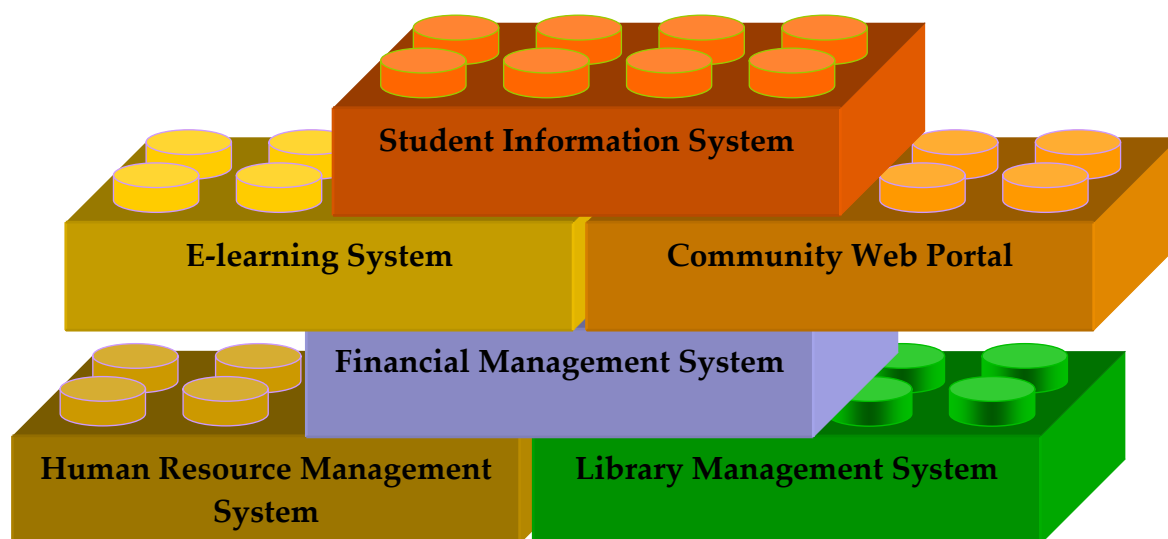 Student Information System
E-learning System
Community Web Portal
Financial Management System
Human Resource Management
System
Library Management System